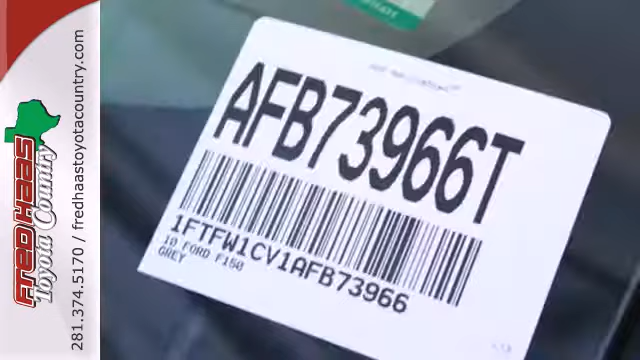 AFB73966T
1FTFW1CV1AFB73966
10 FORD F150
GREY
FRED HAAS
Toyota Country
281.374.5170 / fredhaastoyotacountry.com